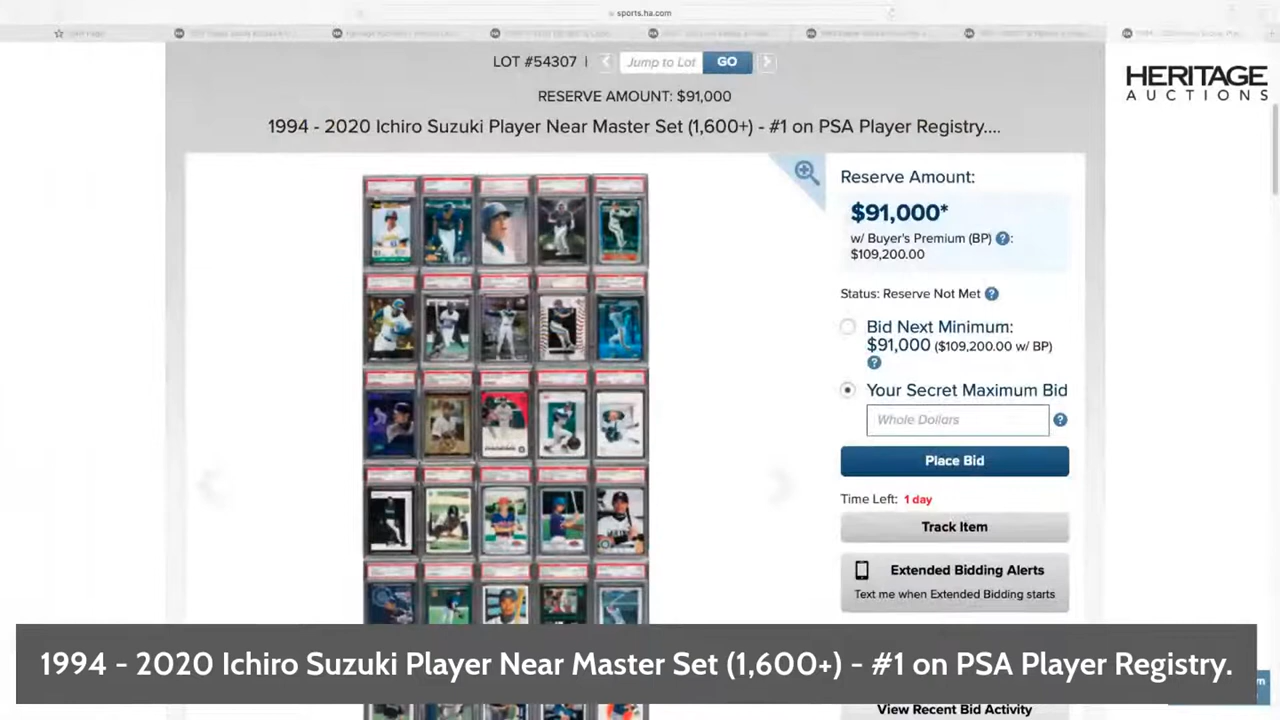 sports.ha.com
LOT #54307 |
Jump to Lot
GO
HERITAGE
AUCTIONS
RESERVE AMOUNT: $91,000
1994 - 2020 Ichiro Suzuki Player Near Master Set (1,600+) - #1 on PSA Player Registry....
Reserve Amount:
$91,000*
w/ Buyer's Premium (BP) ? :
$109,200.00
Status: Reserve Not Met ?
Bid Next Minimum:
$91,000 ($109,200.00 w/ BP)
?
Your Secret Maximum Bid
Whole Dollars
?
Place Bid
Time Left: 1 day
Track Item
Extended Bidding Alerts
Text me when Extended Bidding starts
1994 - 2020 Ichiro Suzuki Player Near Master Set (1,600+) - #1 on PSA Player Registry.
View Recent Bid Activity